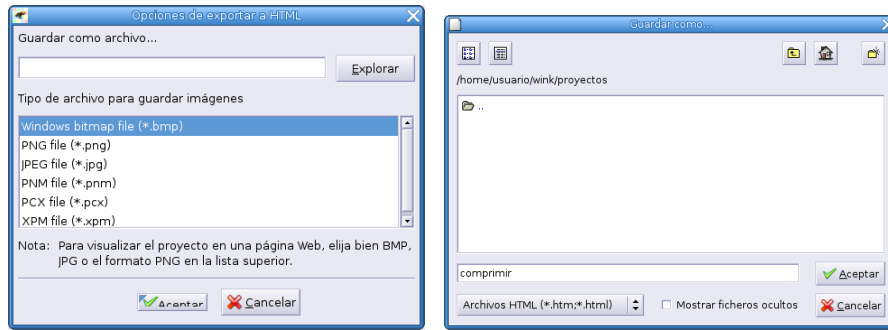 Opciones de exportar a HTML
Guardar como archivo...
Explorar
Tipo de archivo para guardar imágenes
Windows bitmap file (*.bmp)
PNG file (*.png)
JPEG file (*.jpg)
PNM file (*.pnm)
PCX file (*.pcx)
XPM file (*.xpm)
Nota: Para visualizar el proyecto en una página Web, elija bien BMP,
JPG o el formato PNG en la lista superior.
Aceptar
Cancelar
Guardar como...
/home/usuario/wink/proyectos
..
comprimir
Aceptar
Archivos HTML (*.htm;*.html)
Mostrar ficheros ocultos
Cancelar